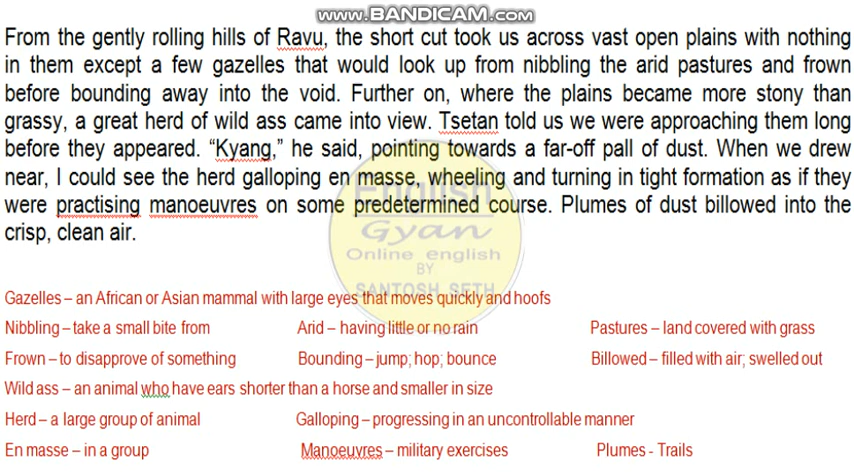 www.BANDICAM.com
From the gently rolling hills of Ravu, the short cut took us across vast open plains with nothing
in them except a few gazelles that would look up from nibbling the arid pastures and frown
before bounding away into the void. Further on, where the plains became more stony than
grassy, a great herd of wild ass came into view. Tsetan told us we were approaching them long
before they appeared. “Kyang,” he said, pointing towards a far-off pall of dust. When we drew
near, I could see the herd galloping en masse, wheeling and turning in tight formation as if they
were practising manoeuvres on some predetermined course. Plumes of dust billowed into the
crisp, clean air.
English
Gyan
Online english
BY
SANTOSH SETH
Gazelles – an African or Asian mammal with large eyes that moves quickly and hoofs
Nibbling – take a small bite from Arid – having little or no rain Pastures – land covered with grass
Frown – to disapprove of something Bounding – jump; hop; bounce Billowed – filled with air; swelled out
Wild ass – an animal who have ears shorter than a horse and smaller in size
Herd – a large group of animal Galloping – progressing in an uncontrollable manner
En masse – in a group Manoeuvres – military exercises Plumes - Trails